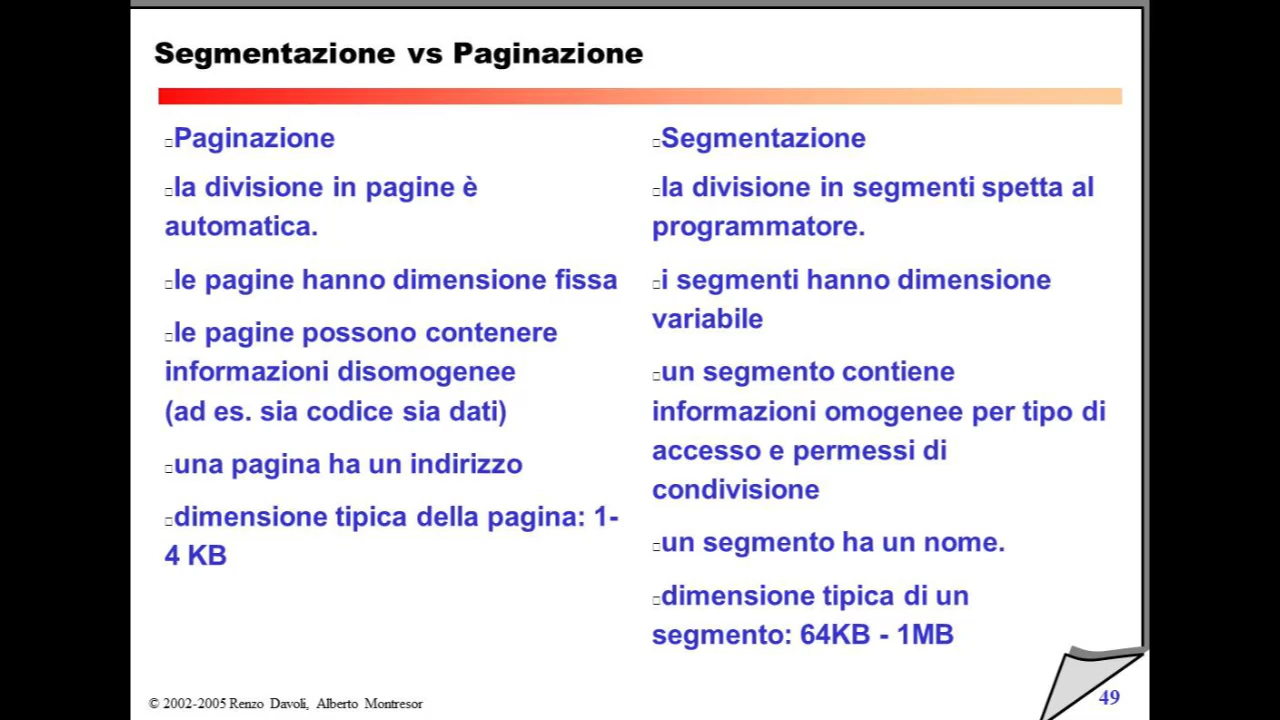 Segmentazione vs Paginazione
Paginazione
la divisione in pagine è
automatica.
le pagine hanno dimensione fissa
le pagine possono contenere
informazioni disomogenee
(ad es. sia codice sia dati)
una pagina ha un indirizzo
dimensione tipica della pagina: 1-
4 KB
Segmentazione
la divisione in segmenti spetta al
programmatore.
i segmenti hanno dimensione
variabile
un segmento contiene
informazioni omogenee per tipo di
accesso e permessi di
condivisione
un segmento ha un nome.
dimensione tipica di un
segmento: 64KB - 1MB
© 2002-2005 Renzo Davoli, Alberto Montresor
49